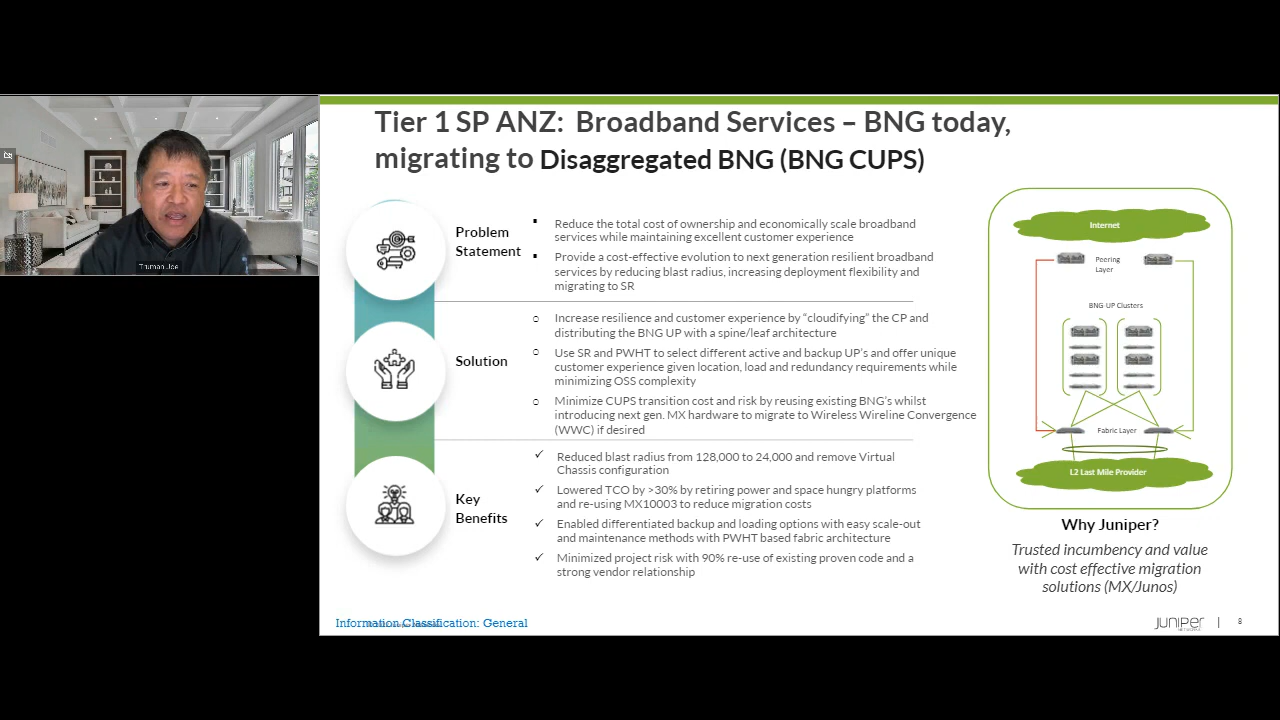 Tier 1 SP ANZ: Broadband Services – BNG today,
migrating to Disaggregated BNG (BNG CUPS)
Truman Joe
Problem
Statement
▪ Reduce the total cost of ownership and economically scale broadband
services while maintaining excellent customer experience
▪ Provide a cost-effective evolution to next generation resilient broadband
services by reducing blast radius, increasing deployment flexibility and
migrating to SR
Solution
o Increase resilience and customer experience by “cloudifying” the CP and
distributing the BNG UP with a spine/leaf architecture
o Use SR and PWHT to select different active and backup UP’s and offer unique
customer experience given location, load and redundancy requirements while
minimizing OSS complexity
o Minimize CUPS transition cost and risk by reusing existing BNG’s whilst
introducing next gen. MX hardware to migrate to Wireless Wireline Convergence
(WWC) if desired
Key
Benefits
✓ Reduced blast radius from 128,000 to 24,000 and remove Virtual
Chassis configuration
✓ Lowered TCO by >30% by retiring power and space hungry platforms
and re-using MX10003 to reduce migration costs
✓ Enabled differentiated backup and loading options with easy scale-out
and maintenance methods with PWHT based fabric architecture
✓ Minimized project risk with 90% re-use of existing proven code and a
strong vendor relationship
Internet
Peering
Layer
BNG UP Clusters
Fabric Layer
L2 Last Mile Provider
Why Juniper?
Trusted incumbency and value
with cost effective migration
solutions (MX/Junos)
Information Classification: General
JUNIPER
NETWORKS
| 8